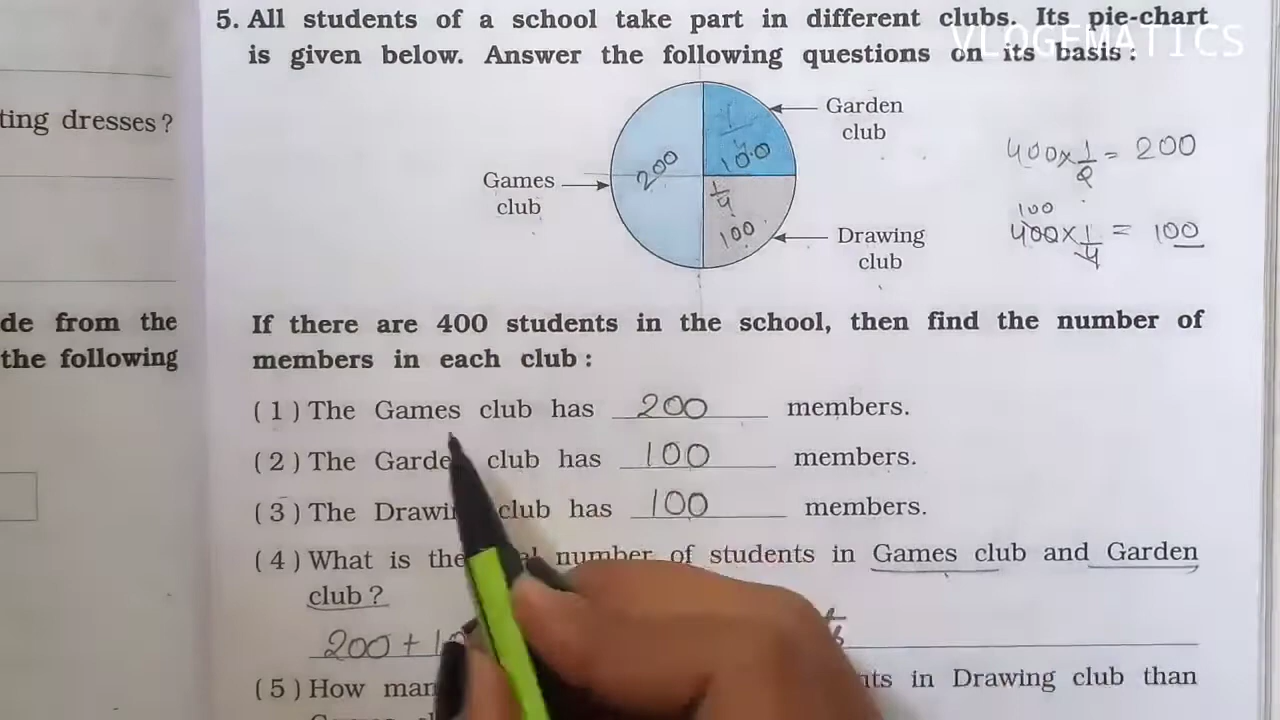 5. All students of a school take part in different clubs. Its pie-chart
VLOGEMATICS
is given below. Answer the following questions on its basis :
ting dresses?
Garden
club
1
100
200
1/4
100
Games
club
Drawing
club
400×1/2 = 200
100
400×1/4 = 100
de from the
the following
If there are 400 students in the school, then find the number of
members in each club :
(1) The Games club has 200 members.
(2) The Garde club has 100 members.
(3) The Drawi club has 100 members.
(4) What is the number of students in Games club and Garden
club?
200 +
(5) How man in Drawing club than